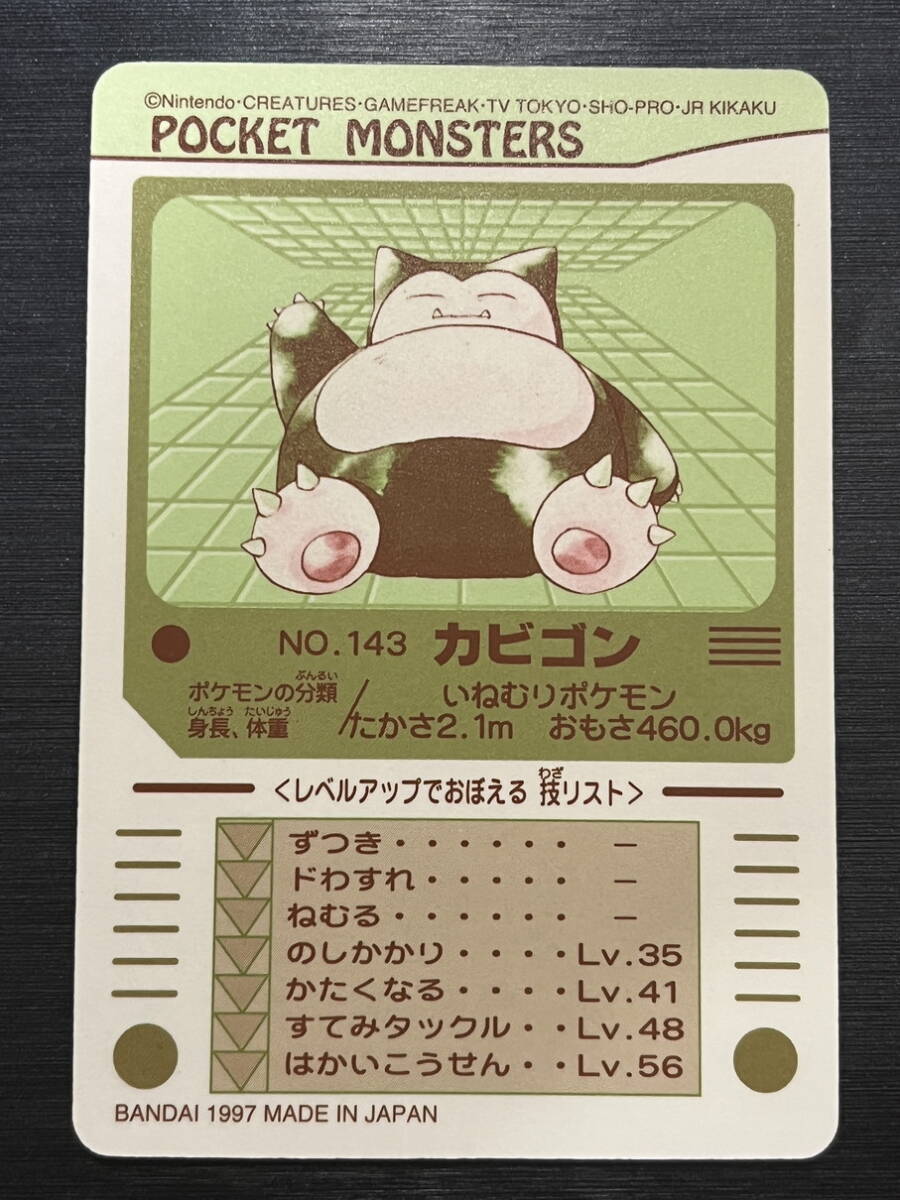 ©Nintendo・CREATURES・GAMEFREAK・TV TOKYO・SHO-PRO・JR KIKAKU
POCKET MONSTERS
NO.143 カビゴン
ぶんるい
ポケモンの分類 いねむりポケモン
しんちょう たいじゅう
身長、体重 / たかさ2.1m おもさ460.0kg
わざ
<レベルアップでおぼえる 技リスト>
ずつき・・・・・・ －
ドわすれ・・・・・ －
ねむる・・・・・・ －
のしかかり・・・・Lv.35
かたくなる・・・・Lv.41
すてみタックル・・Lv.48
はかいこうせん・・Lv.56
BANDAI 1997 MADE IN JAPAN